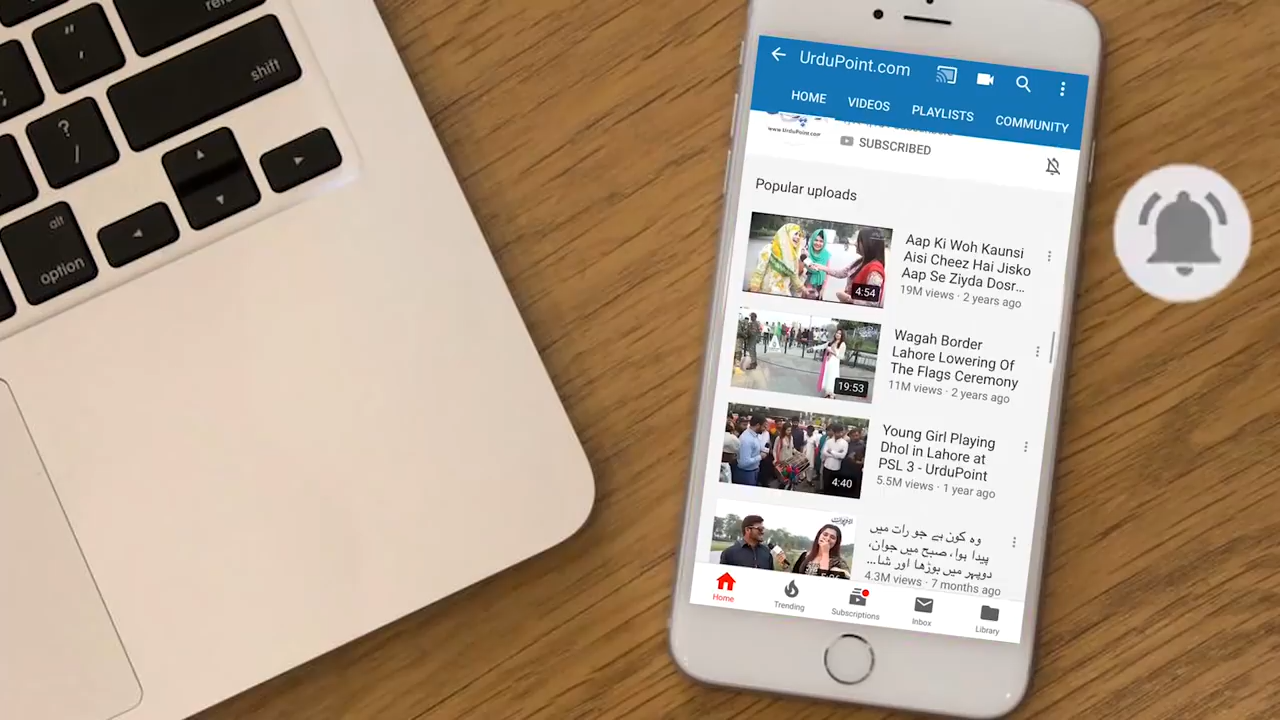 refresh
shift
alt
option
UrduPoint.com
HOME
VIDEOS
PLAYLISTS
COMMUNITY
www.UrduPoint.com
SUBSCRIBED
Popular uploads
4:54
Aap Ki Woh Kaunsi
Aisi Cheez Hai Jisko
Aap Se Ziyda Dosr...
19M views · 2 years ago
19:53
Wagah Border
Lahore Lowering Of
The Flags Ceremony
11M views · 2 years ago
4:40
Young Girl Playing
Dhol in Lahore at
PSL 3 - UrduPoint
5.5M views · 1 year ago
وہ کون ہے جو رات میں
پیدا ہوا، صبح میں جوان،
دوپہر میں بوڑھا اور شا...
4.3M views · 7 months ago
Home
Trending
Subscriptions
Inbox
Library